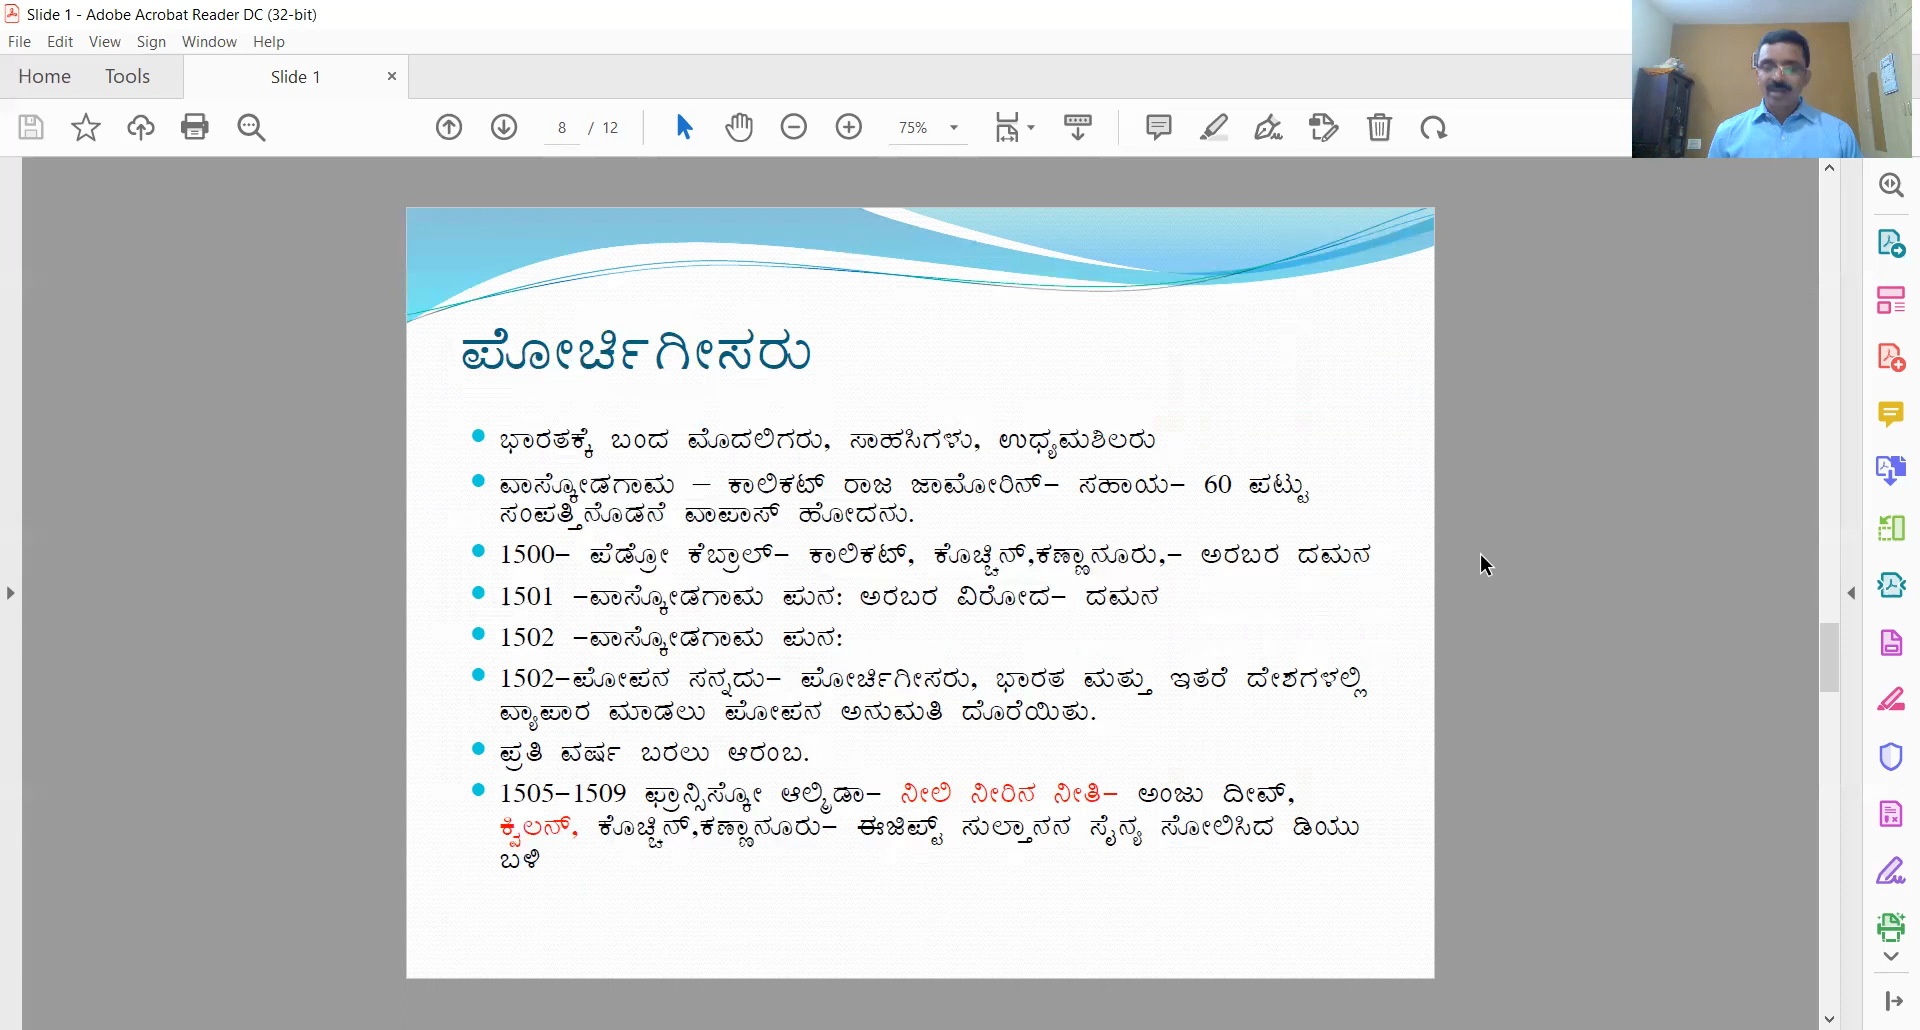 Slide 1 - Adobe Acrobat Reader DC (32-bit)
File Edit View Sign Window Help
Home Tools Slide 1 ×
8 / 12 75%
ಪೋರ್ಚಿಗೀಸರು
ಭಾರತಕ್ಕೆ ಬಂದ ಮೊದಲಿಗರು, ಸಾಹಸಿಗಳು, ಉಧ್ಯಮಶಿಲರು
ವಾಸ್ಕೋಡಗಾಮ – ಕಾಲಿಕಟ್ ರಾಜ ಜಾಮೋರಿನ್- ಸಹಾಯ- 60 ಪಟ್ಟು
ಸಂಪತ್ತಿನೊಡನೆ ವಾಪಾಸ್ ಹೋದನು.
1500- ಪೆಡ್ರೋ ಕೆಬ್ರಾಲ್- ಕಾಲಿಕಟ್, ಕೊಚ್ಚಿನ್,ಕಣ್ಣಾನೂರು,- ಅರಬರ ದಮನ
1501 -ವಾಸ್ಕೋಡಗಾಮ ಪುನ: ಅರಬರ ವಿರೋದ- ದಮನ
1502 -ವಾಸ್ಕೋಡಗಾಮ ಪುನ:
1502-ಪೋಪನ ಸನ್ನದು- ಪೋರ್ಚಿಗೀಸರು, ಭಾರತ ಮತ್ತು ಇತರೆ ದೇಶಗಳಲ್ಲಿ
ವ್ಯಾಪಾರ ಮಾಡಲು ಪೋಪನ ಅನುಮತಿ ದೊರೆಯಿತು.
ಪ್ರತಿ ವರ್ಷ ಬರಲು ಆರಂಬ.
1505-1509 ಫ್ರಾನ್ಸಿಸ್ಕೋ ಆಲ್ಮಿಡಾ- ನೀಲಿ ನೀರಿನ ನೀತಿ- ಅಂಜು ದೀವ್,
ಕ್ವಿಲನ್, ಕೊಚ್ಚಿನ್,ಕಣ್ಣಾನೂರು- ಈಜಿಪ್ಟ್ ಸುಲ್ತಾನನ ಸೈನ್ಯ ಸೋಲಿಸಿದ ಡಿಯು
ಬಳಿ